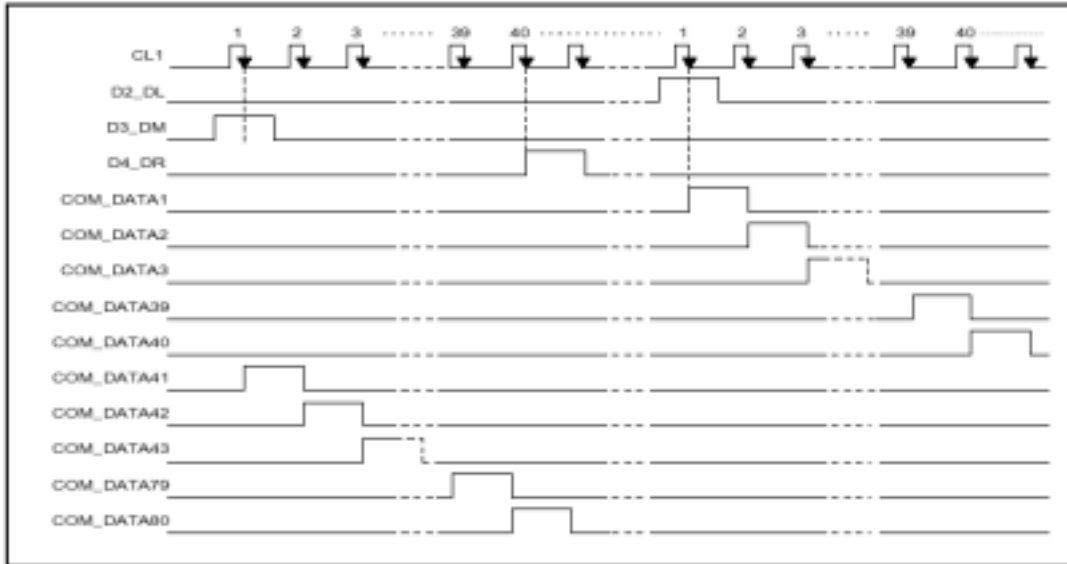 1 2 3 39 40 1 2 3 39 40
CL1
D2_DL
D3_DM
D4_DR
COM_DATA1
COM_DATA2
COM_DATA3
COM_DATA39
COM_DATA40
COM_DATA41
COM_DATA42
COM_DATA43
COM_DATA79
COM_DATA80